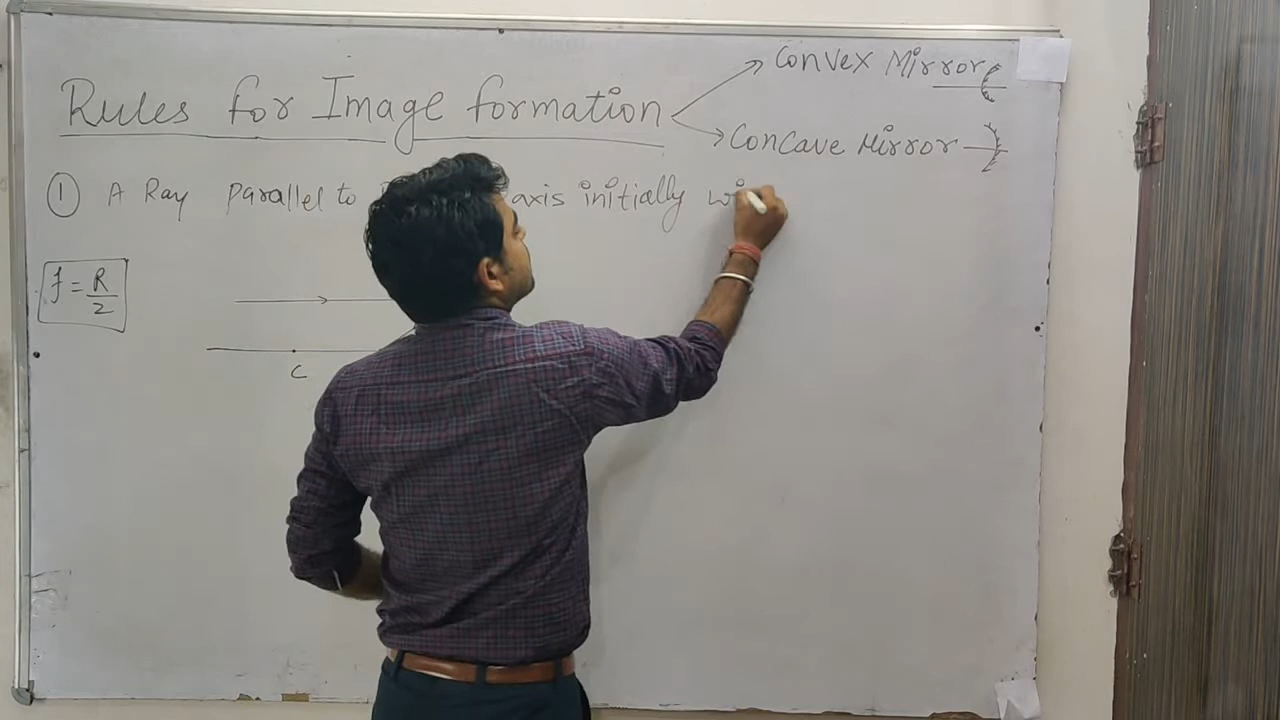 Convex Mirror
Rules for Image formation
Concave Mirror
① A Ray Parallel to axis initially
f = R/2
C